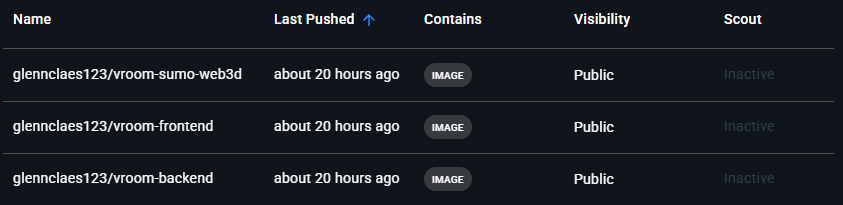 Name Last Pushed Contains Visibility Scout
glennclaes123/vroom-sumo-web3d about 20 hours ago IMAGE Public Inactive
glennclaes123/vroom-frontend about 20 hours ago IMAGE Public Inactive
glennclaes123/vroom-backend about 20 hours ago IMAGE Public Inactive